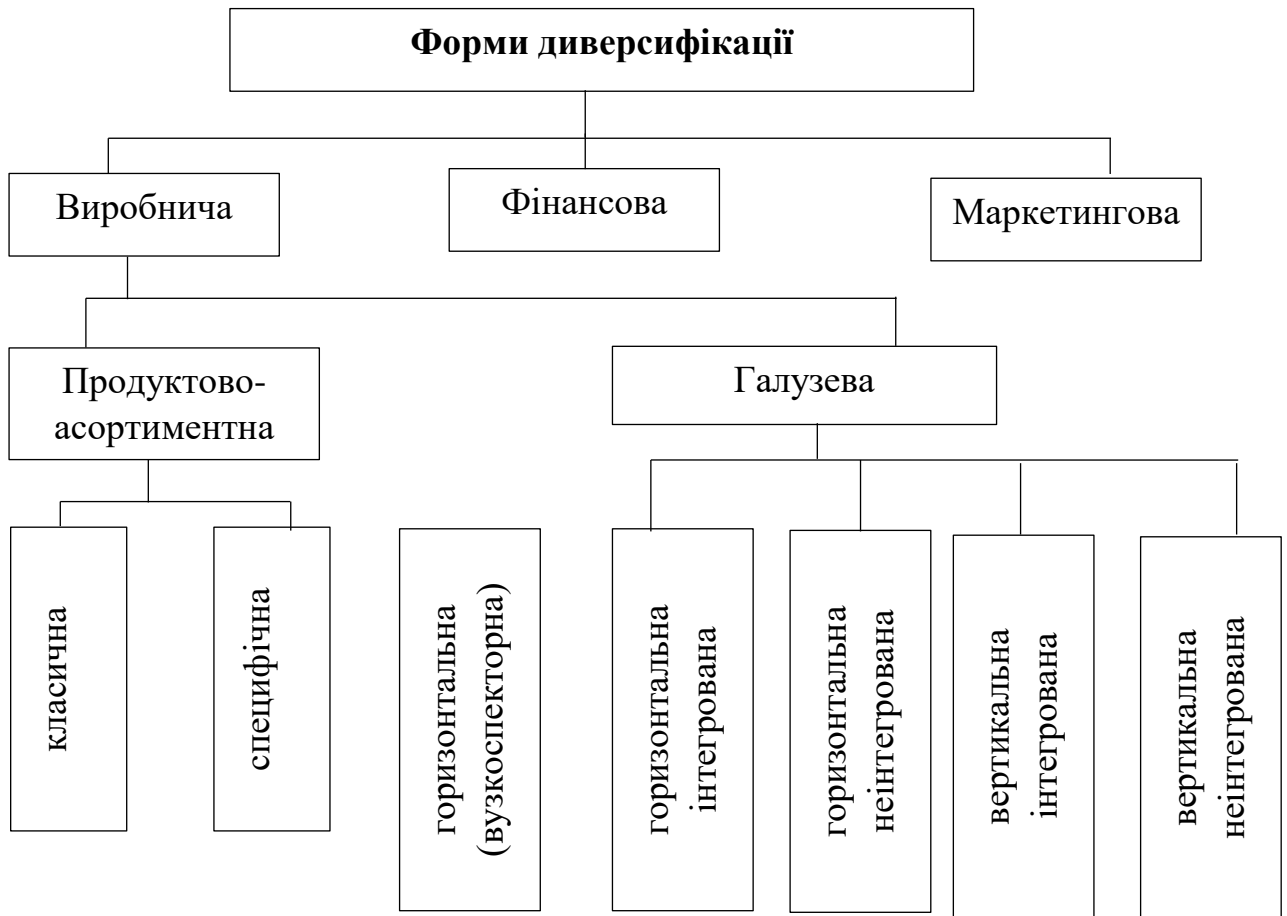 Форми диверсифікації
Виробнича
Фінансова
Маркетингова
Продуктово-
асортиментна
Галузева
класична
специфічна
горизонтальна
(вузкоспекторна)
горизонтальна
інтегрована
горизонтальна
неінтегрована
вертикальна
інтегрована
вертикальна
неінтегрована